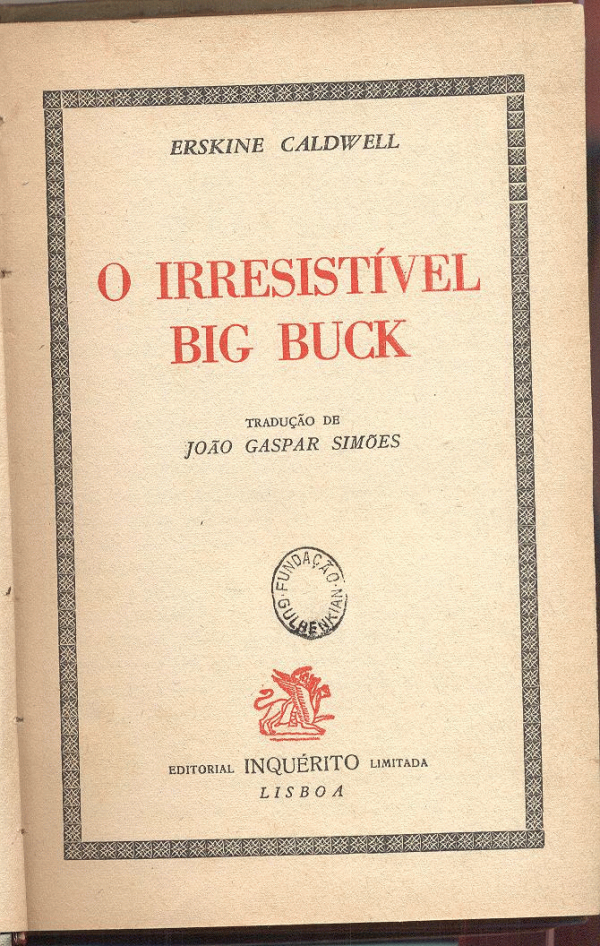 ERSKINE CALDWELL
O IRRESISTÍVEL
BIG BUCK
TRADUÇÃO DE
JOÃO GASPAR SIMÕES
FUNDAÇÃO · GULBENKIAN ·
EDITORIAL INQUÉRITO LIMITADA
LISBOA